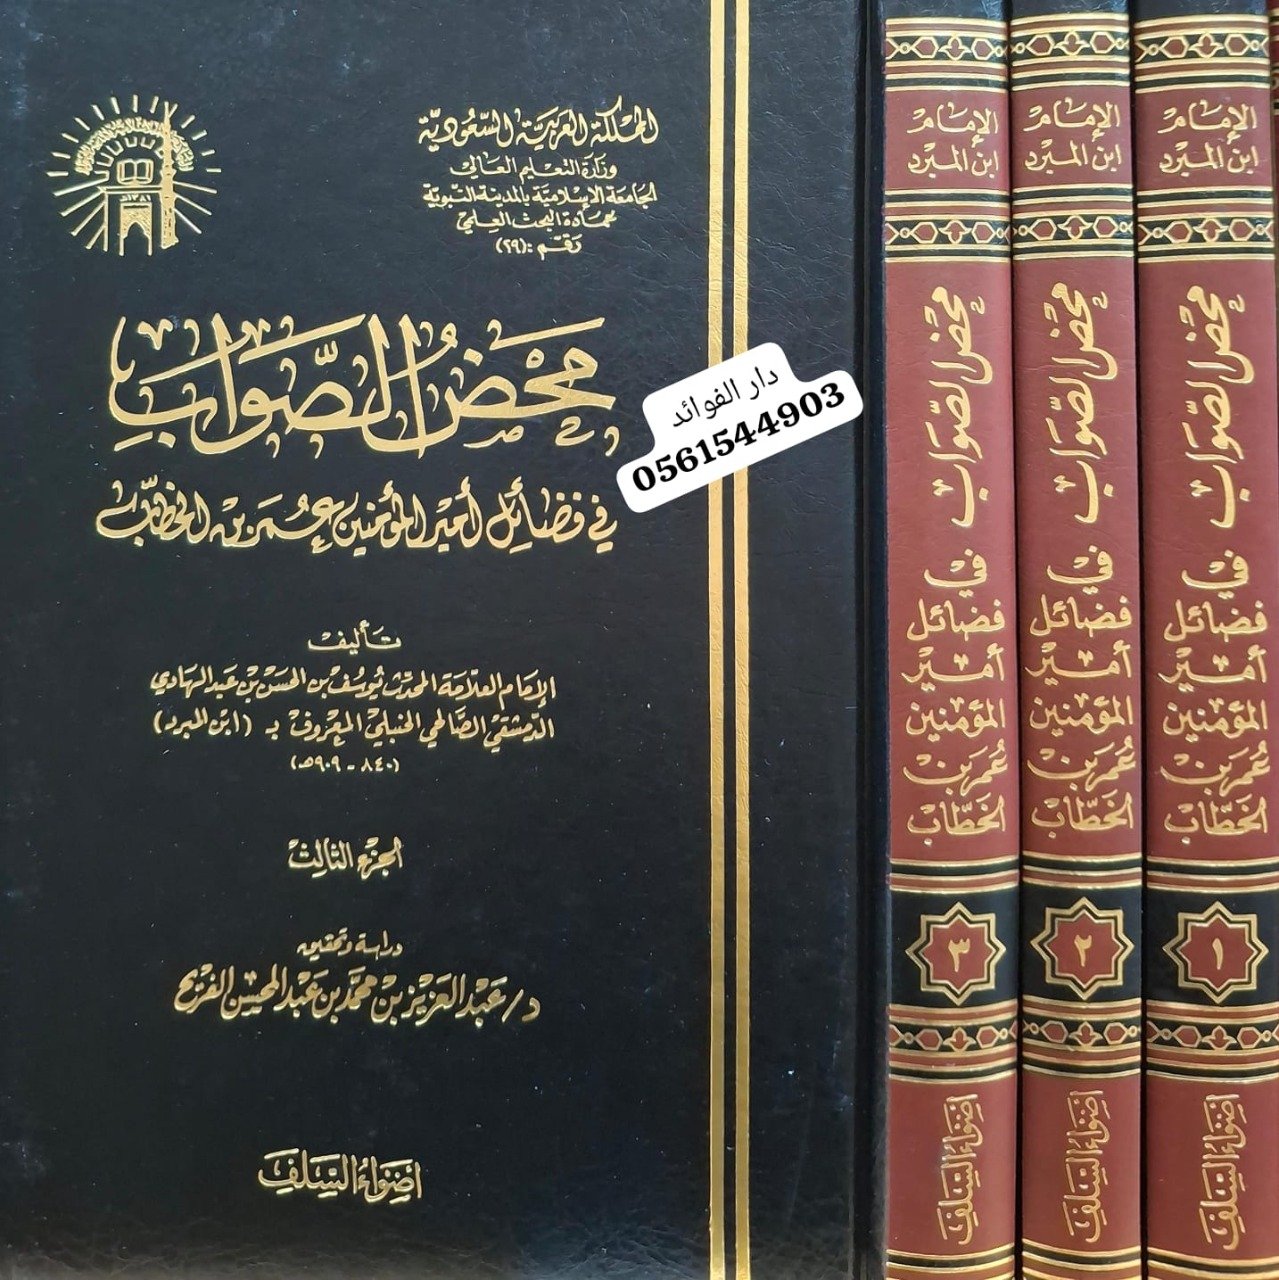 المملكة العربية السعودية
وزارة التعليم العالي
الجامعة الإسلامية بالمدينة النبوية
عمادة البحث العلمي
رقم : (٢٩)
١٣٨١
محض الصواب
في فضائل أمير المؤمنين عمر بن الخطاب
تأليف
الإمام العلامة المحدث يوسف بن الحسن بن عبد الهادي
الدمشقي الصالحي الحنبلي المعروف بـ (ابن المبرد)
(٨٤٠ - ٩٠٩هـ)
الجزء الثالث
دراسة وتحقيق
د/ عبد العزيز بن محمد بن عبد المحسن الفريح
أضواء السلف
دار الفوائد
0561544903
الإمام
ابن المبرد
محض الصواب
في
فضائل
أمير
المؤمنين
عمر بن
الخطاب
١
أضواء السلف
الإمام
ابن المبرد
محض الصواب
في
فضائل
أمير
المؤمنين
عمر بن
الخطاب
٢
أضواء السلف
الإمام
ابن المبرد
محض الصواب
في
فضائل
أمير
المؤمنين
عمر بن
الخطاب
٣
أضواء السلف